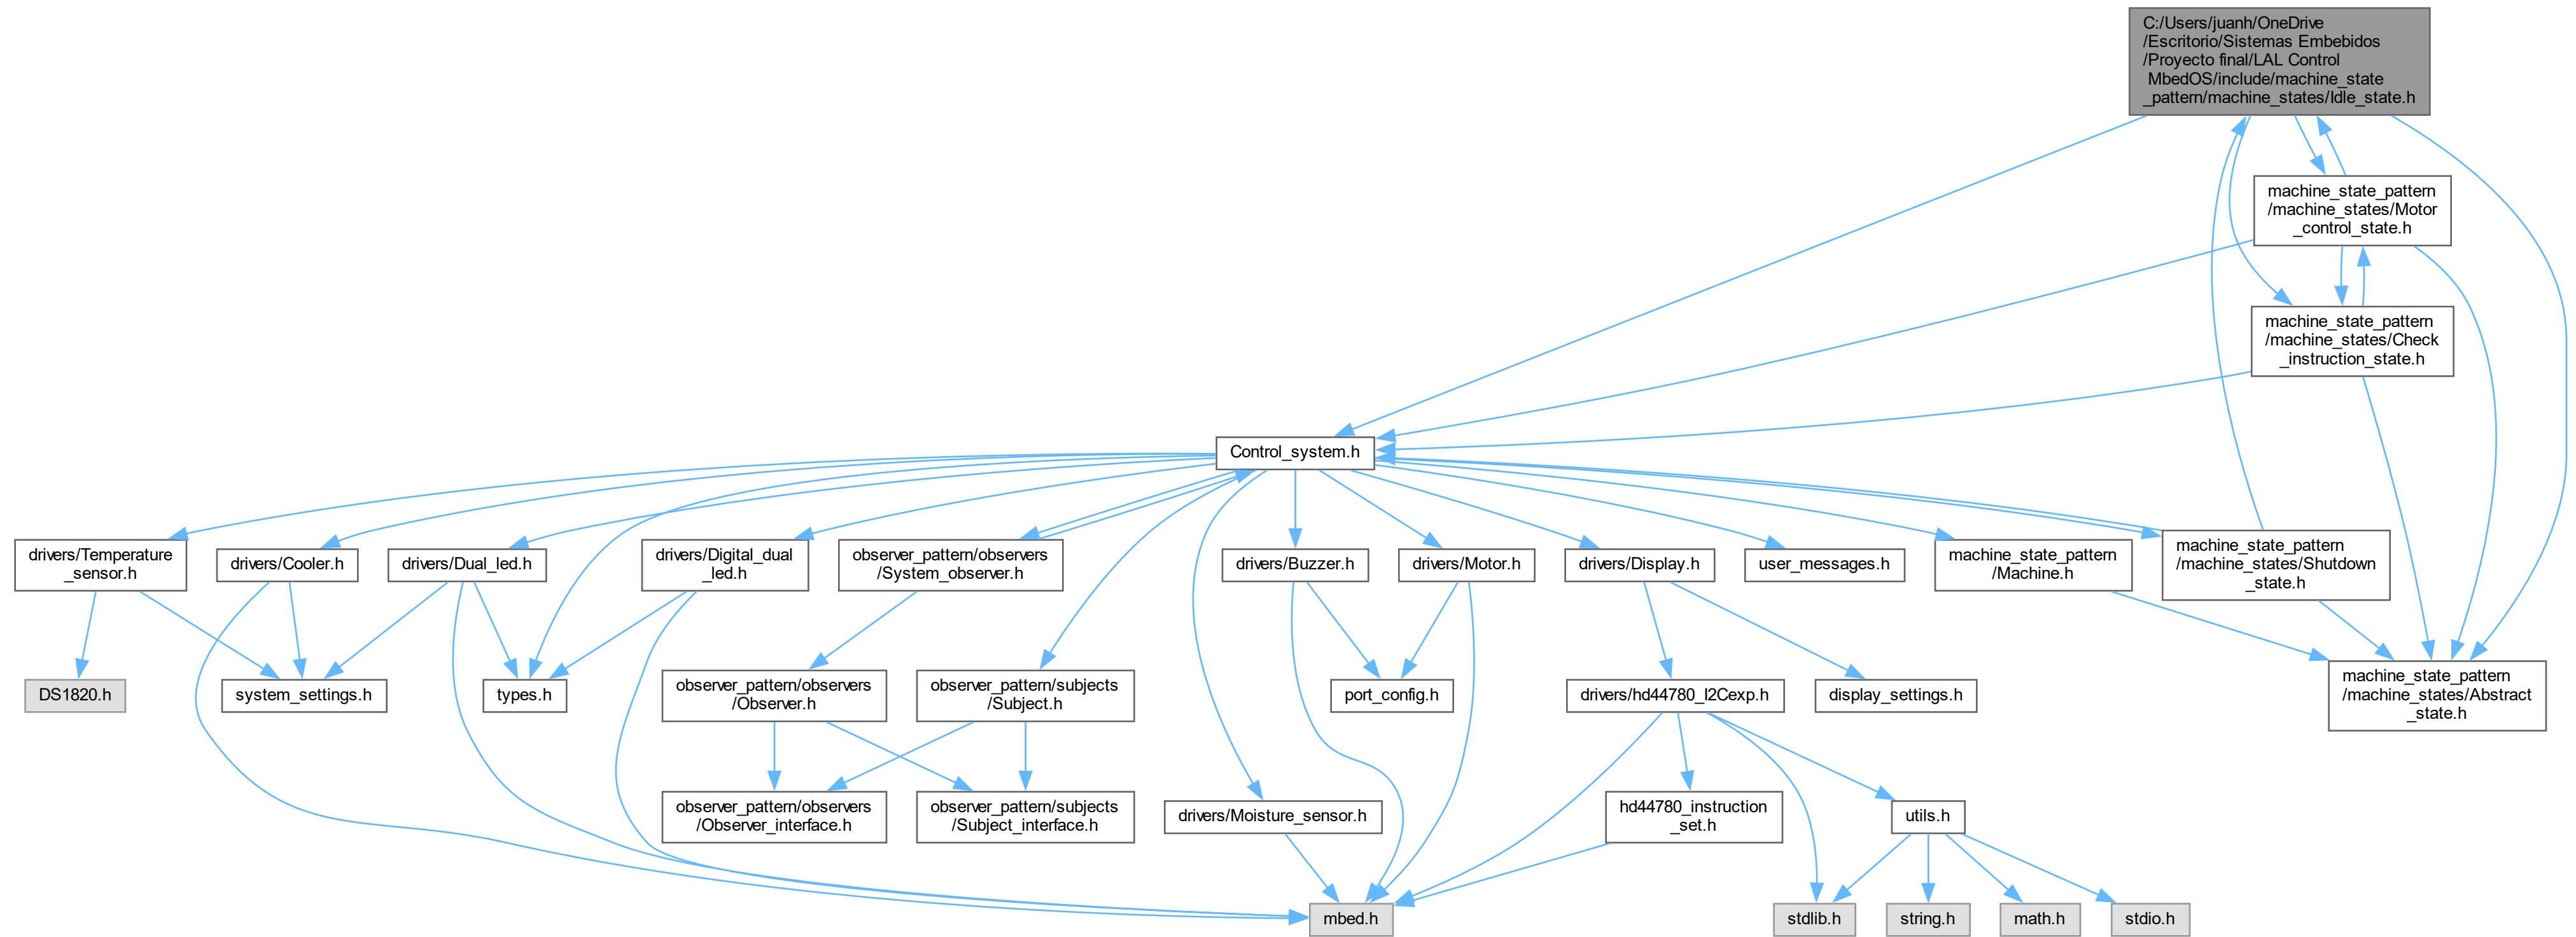 C:/Users/juanh/OneDrive
/Escritorio/Sistemas Embebidos
/Proyecto final/LAL Control
MbedOS/include/machine_state
_pattern/machine_states/Idle_state.h
machine_state_pattern
/machine_states/Motor
_control_state.h
machine_state_pattern
/machine_states/Check
_instruction_state.h
Control_system.h
drivers/Temperature
_sensor.h
drivers/Cooler.h
drivers/Dual_led.h
drivers/Digital_dual
_led.h
observer_pattern/observers
/System_observer.h
drivers/Buzzer.h
drivers/Motor.h
drivers/Display.h
user_messages.h
machine_state_pattern
/Machine.h
machine_state_pattern
/machine_states/Shutdown
_state.h
DS1820.h
system_settings.h
types.h
observer_pattern/observers
/Observer.h
observer_pattern/subjects
/Subject.h
port_config.h
drivers/hd44780_I2Cexp.h
display_settings.h
machine_state_pattern
/machine_states/Abstract
_state.h
observer_pattern/observers
/Observer_interface.h
observer_pattern/subjects
/Subject_interface.h
drivers/Moisture_sensor.h
hd44780_instruction
_set.h
utils.h
mbed.h
stdlib.h
string.h
math.h
stdio.h